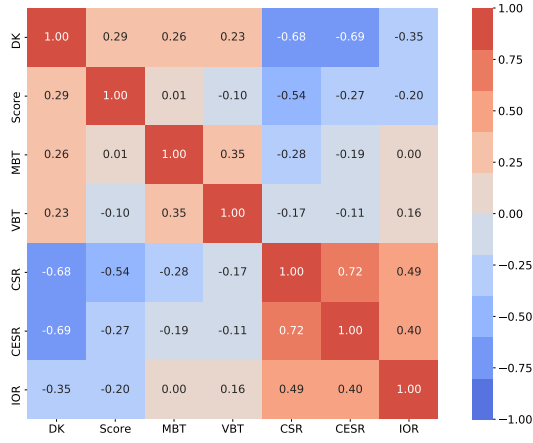 DK 1.00 0.29 0.26 0.23 -0.68 -0.69 -0.35
Score 0.29 1.00 0.01 -0.10 -0.54 -0.27 -0.20
MBT 0.26 0.01 1.00 0.35 -0.28 -0.19 0.00
VBT 0.23 -0.10 0.35 1.00 -0.17 -0.11 0.16
CSR -0.68 -0.54 -0.28 -0.17 1.00 0.72 0.49
CESR -0.69 -0.27 -0.19 -0.11 0.72 1.00 0.40
IOR -0.35 -0.20 0.00 0.16 0.49 0.40 1.00
DK Score MBT VBT CSR CESR IOR
1.00
0.75
0.50
0.25
0.00
−0.25
−0.50
−0.75
−1.00